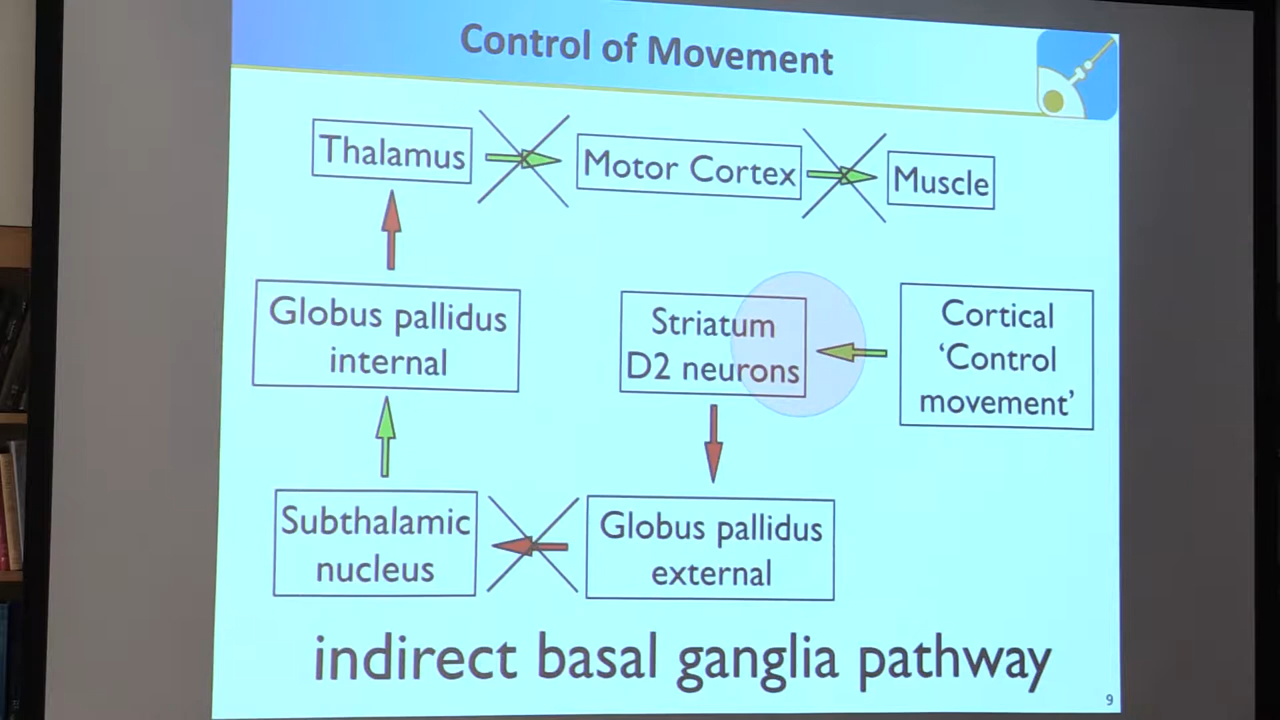 Control of Movement
Thalamus
Motor Cortex
Muscle
Globus pallidus
internal
Striatum
D2 neurons
Cortical
‘Control
movement’
Subthalamic
nucleus
Globus pallidus
external
indirect basal ganglia pathway
9